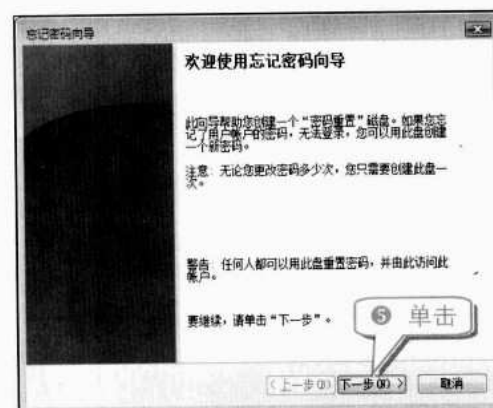 忘记密码向导
欢迎使用忘记密码向导
此向导帮助您创建一个“密码重置”磁盘。如果您忘
记了用户帐户的密码，无法登录，您可以用此盘创建
一个新密码。
注意: 无论您更改密码多少次，您只需要创建此盘一
次。
警告: 任何人都可以用此盘重置密码，并由此访问此
帐户。
要继续，请单击“下一步”。
❺ 单击
< 上一步(B) 下一步(N) > 取消